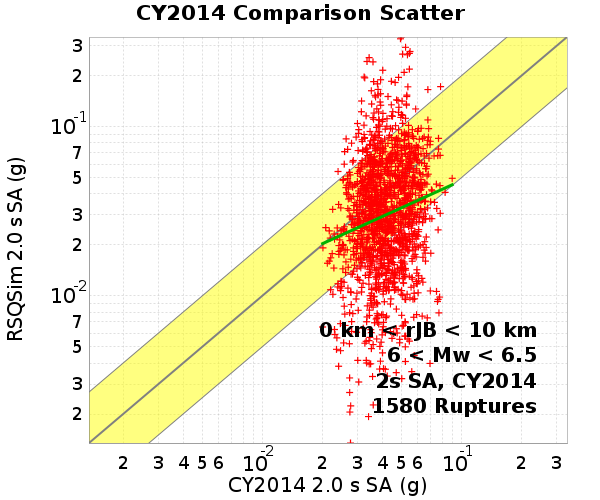 CY2014 Comparison Scatter
RSQSim 2.0 s SA (g)
3
2
10-1
7
5
3
2
10-2
7
5
3
2
0 km < rJB < 10 km
6 < Mw < 6.5
2s SA, CY2014
1580 Ruptures
2 3 4 5 6 10-2 2 3 4 5 6 10-1 2 3
CY2014 2.0 s SA (g)